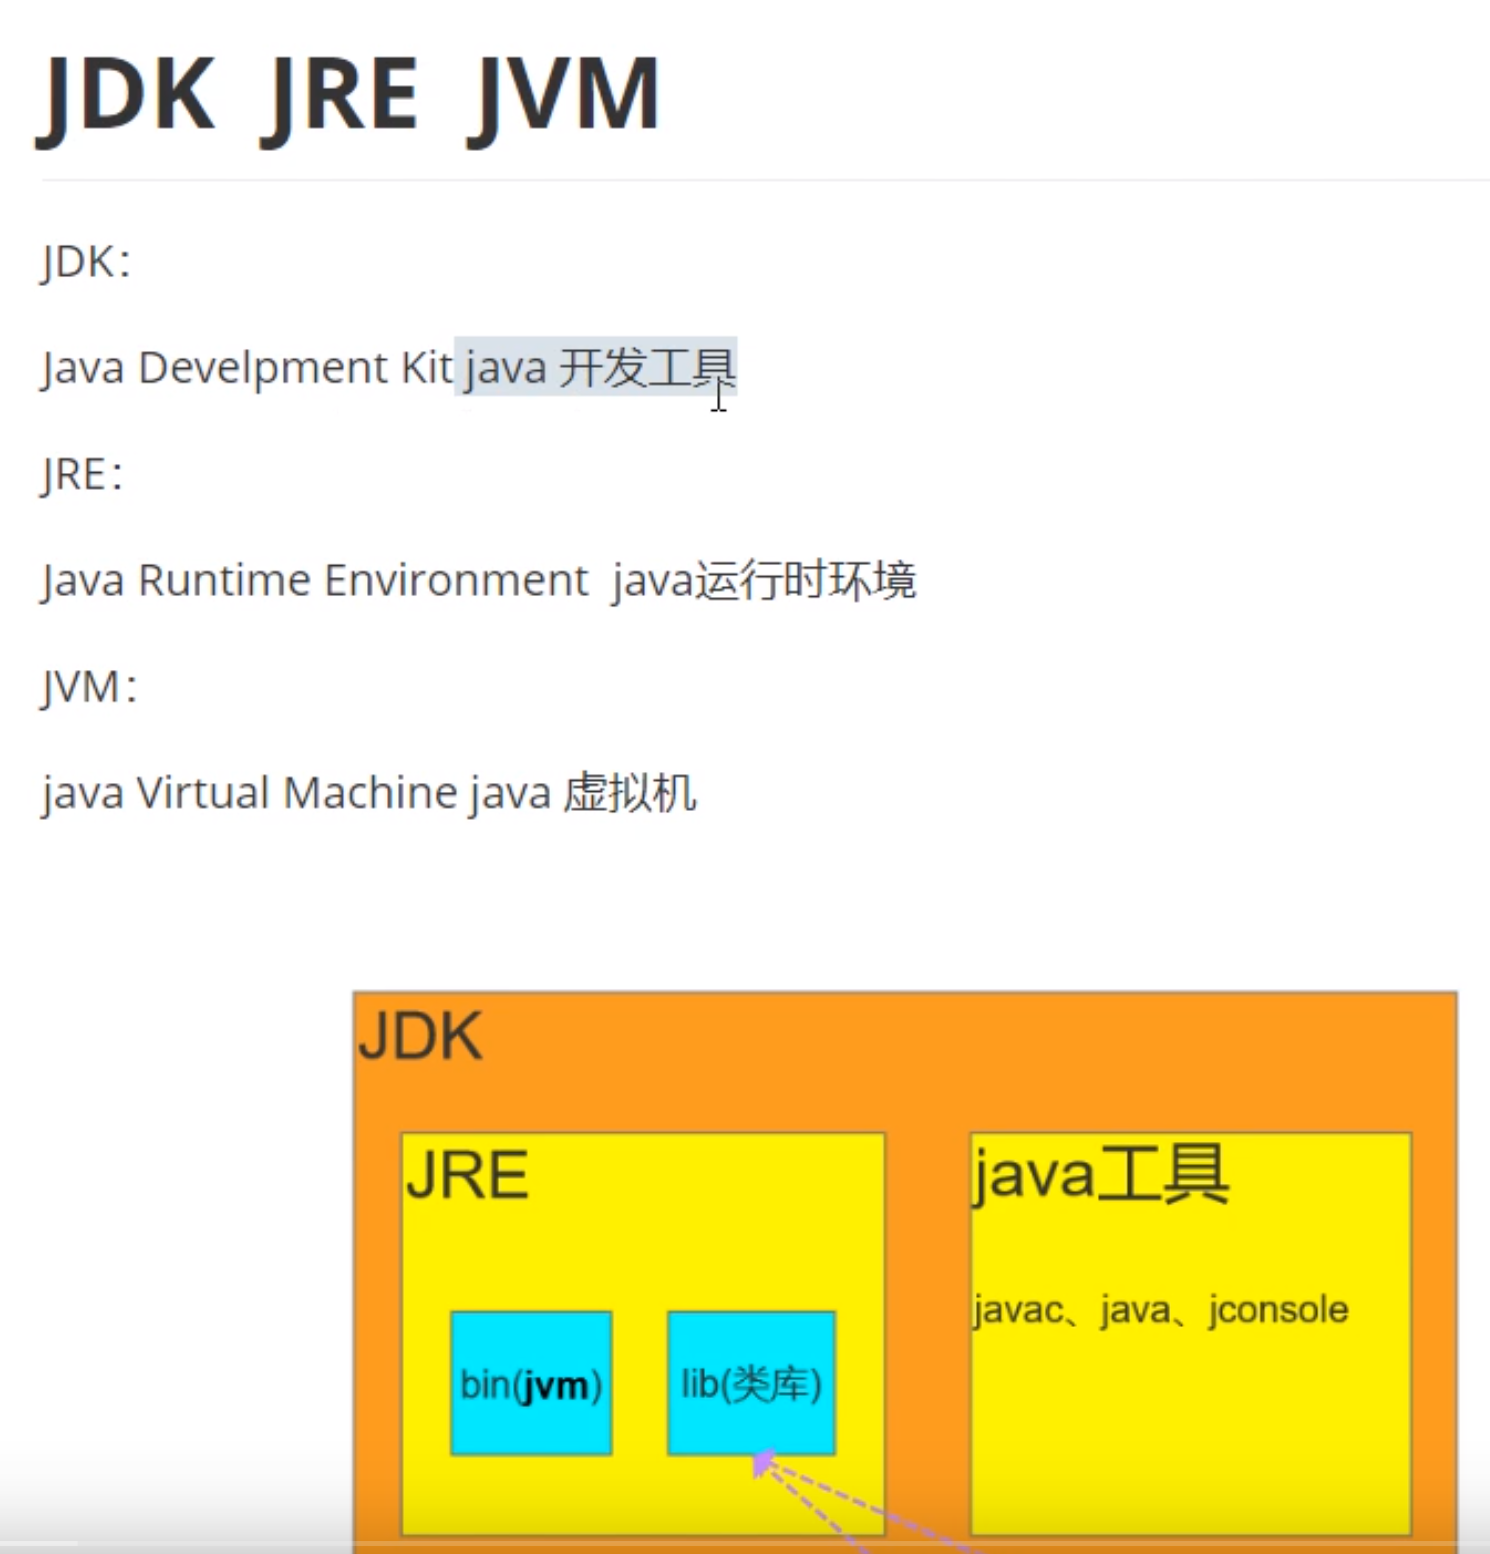 JDK JRE JVM
JDK：
Java Develpment Kit java 开发工具
JRE：
Java Runtime Environment java运行时环境
JVM：
java Virtual Machine java 虚拟机
JDK
JRE
java工具
javac、java、jconsole
bin(jvm)
lib(类库)